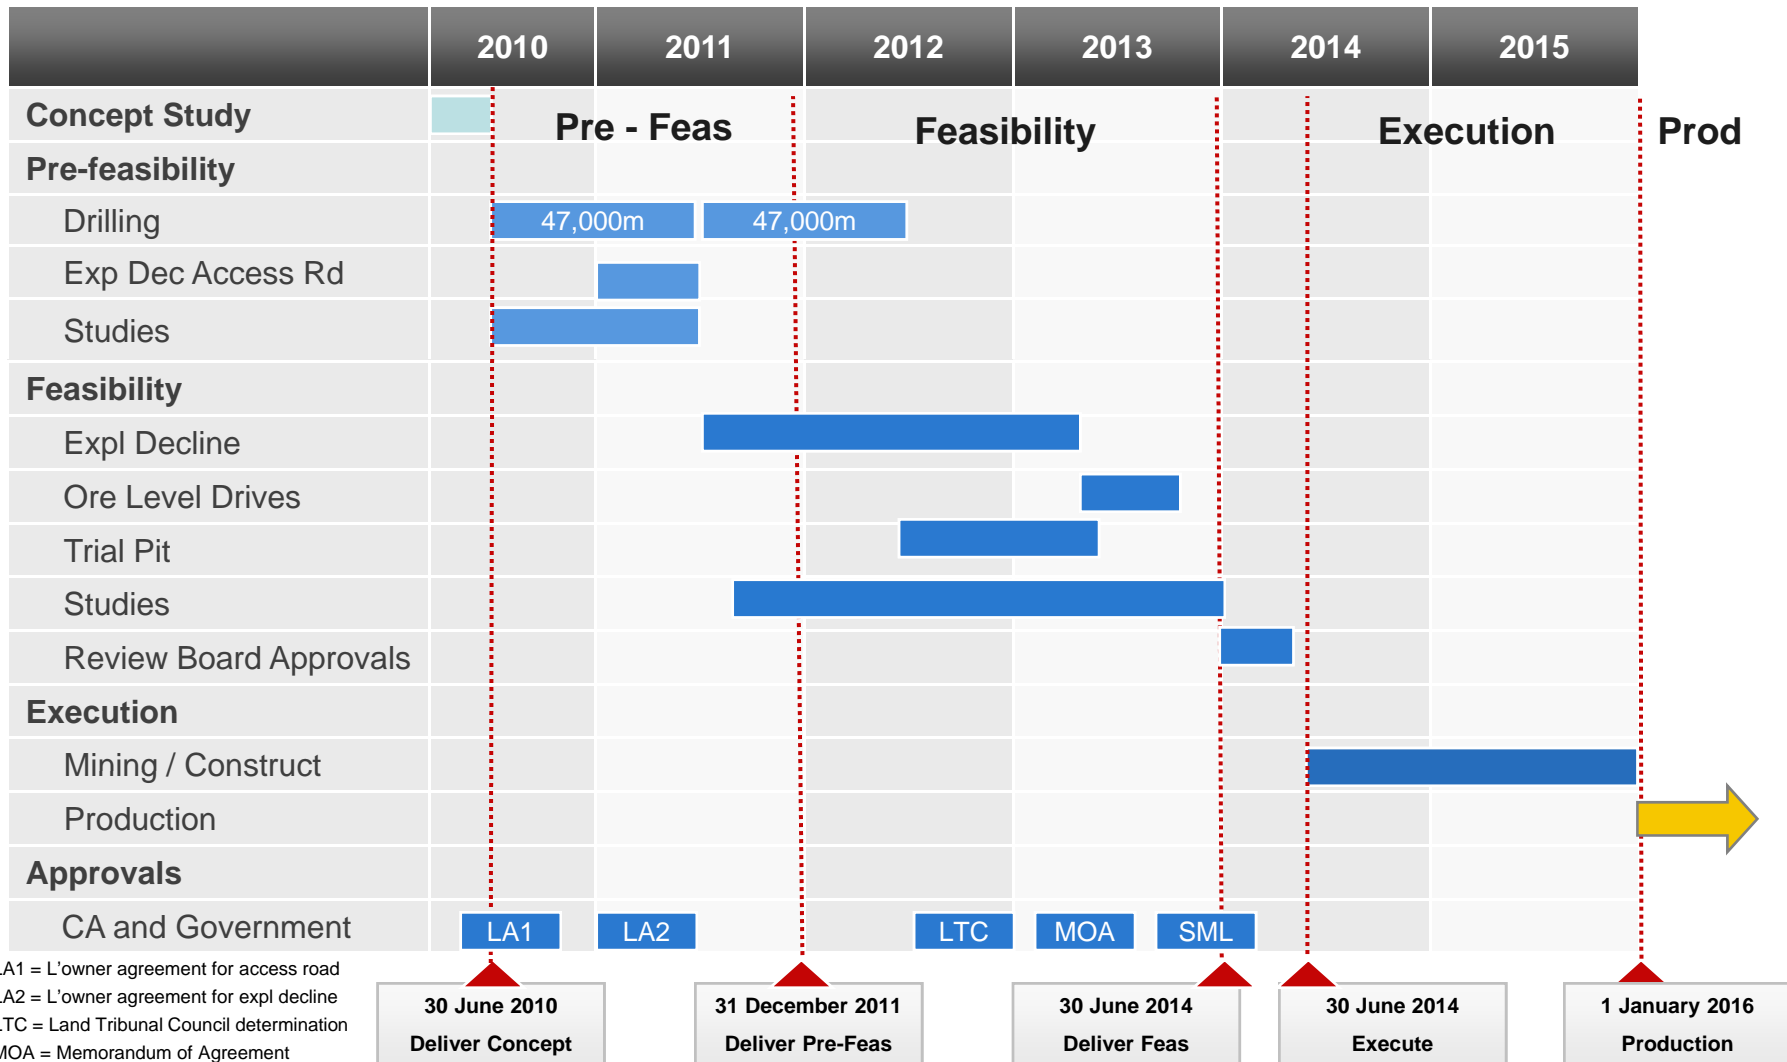 2010 2011 2012 2013 2014 2015
Concept Study
Pre - Feas Feasibility Execution Prod
Pre-feasibility
Drilling 47,000m 47,000m
Exp Dec Access Rd
Studies
Feasibility
Expl Decline
Ore Level Drives
Trial Pit
Studies
Review Board Approvals
Execution
Mining / Construct
Production
Approvals
CA and Government LA1 LA2 LTC MOA SML
LA1 = L'owner agreement for access road
LA2 = L'owner agreement for expl decline
LTC = Land Tribunal Council determination
MOA = Memorandum of Agreement
30 June 2010
Deliver Concept
31 December 2011
Deliver Pre-Feas
30 June 2014
Deliver Feas
30 June 2014
Execute
1 January 2016
Production